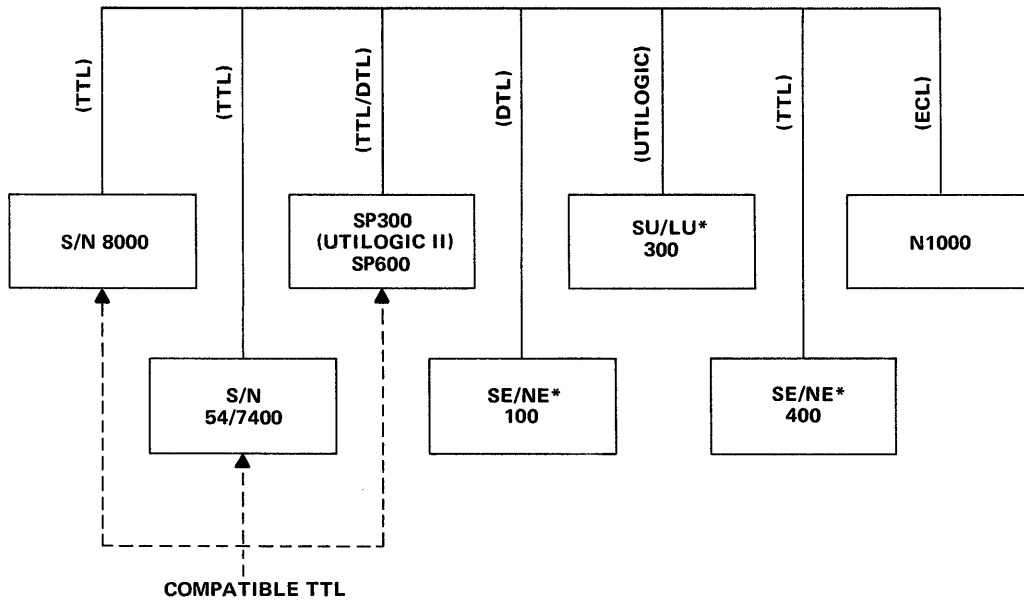 (TTL)
(TTL)
(TTL/DTL)
(DTL)
(UTILOGIC)
(TTL)
(ECL)
S/N 8000
SP300
(UTILOGIC II)
SP600
SU/LU*
300
N1000
S/N
54/7400
SE/NE*
100
SE/NE*
400
COMPATIBLE TTL